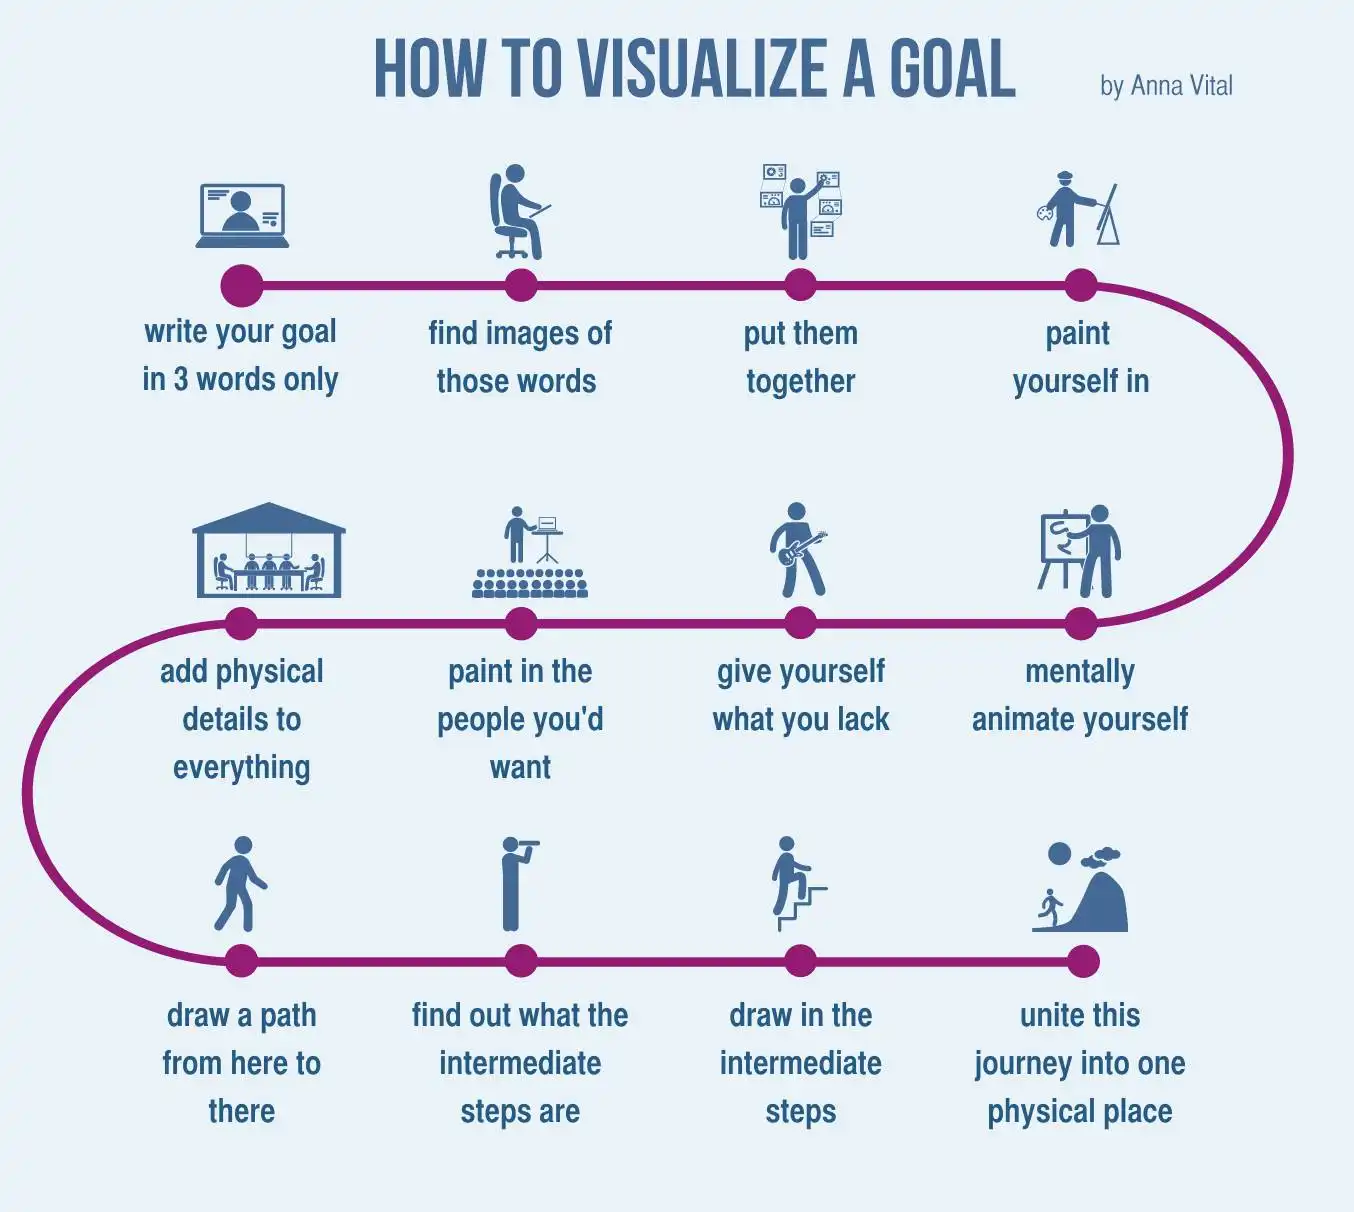 HOW TO VISUALIZE A GOAL
by Anna Vital
write your goal
in 3 words only
find images of
those words
put them
together
paint
yourself in
mentally
animate yourself
give yourself
what you lack
paint in the
people you'd
want
add physical
details to
everything
draw a path
from here to
there
find out what the
intermediate
steps are
draw in the
intermediate
steps
unite this
journey into one
physical place